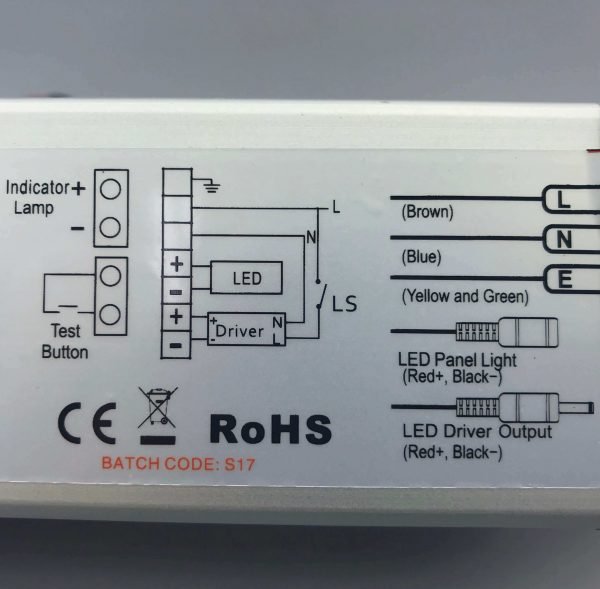 Indicator +
Lamp
-
Test
Button
L
N
+
-
LED
LS
+
-
+
-
Driver
N
L
L
(Brown)
N
(Blue)
E
(Yellow and Green)
LED Panel Light
(Red+, Black-)
LED Driver Output
(Red+, Black-)
CE
RoHS
BATCH CODE: S17